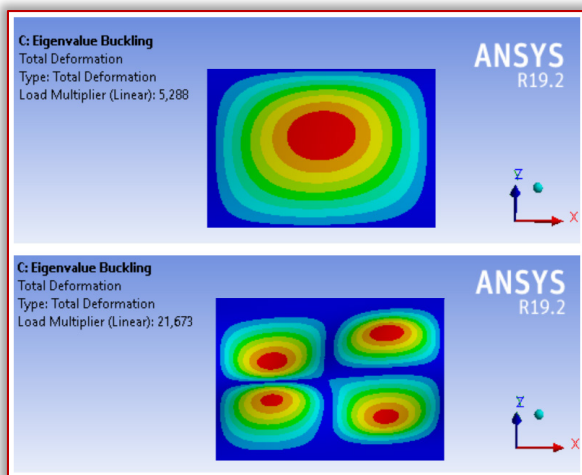 C: Eigenvalue Buckling
Total Deformation
Type: Total Deformation
Load Multiplier (Linear): 5,288
ANSYS
R19.2
Z
X
C: Eigenvalue Buckling
Total Deformation
Type: Total Deformation
Load Multiplier (Linear): 21,673
ANSYS
R19.2
Z
X